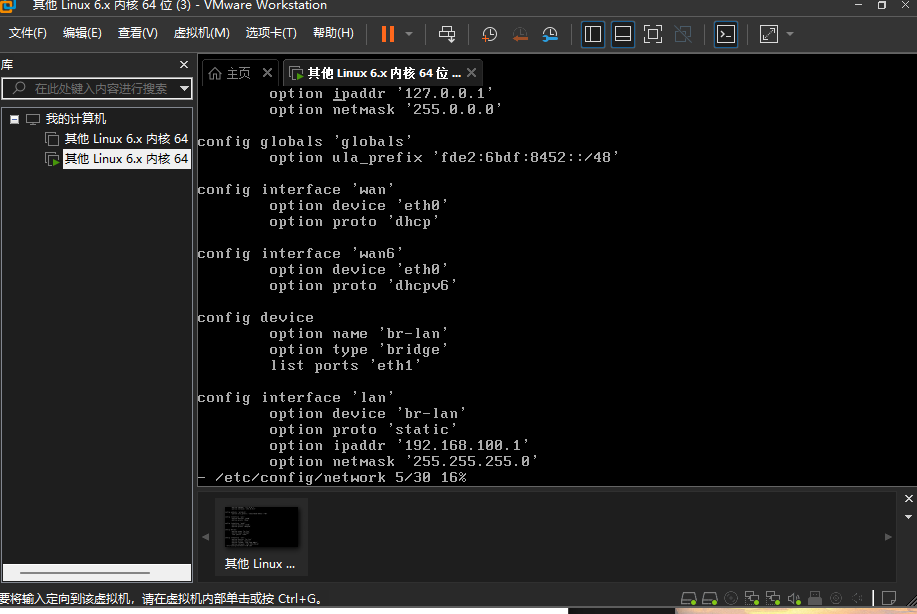 其他 Linux 6.x 内核 64 位 (3) - VMware Workstation
文件(F) 编辑(E) 查看(V) 虚拟机(M) 选项卡(T) 帮助(H)
库
在此处键入内容进行搜索
我的计算机
其他 Linux 6.x 内核 64
其他 Linux 6.x 内核 64
主页 其他 Linux 6.x 内核 64 位 ...
option ipaddr '127.0.0.1'
option netmask '255.0.0.0'
config globals 'globals'
option ula_prefix 'fde2:6bdf:8452::/48'
config interface 'wan'
option device 'eth0'
option proto 'dhcp'
config interface 'wan6'
option device 'eth0'
option proto 'dhcpv6'
config device
option name 'br-lan'
option type 'bridge'
list ports 'eth1'
config interface 'lan'
option device 'br-lan'
option proto 'static'
option ipaddr '192.168.100.1'
option netmask '255.255.255.0'
- /etc/config/network 5/30 16%
其他 Linux ...
要将输入定向到该虚拟机，请在虚拟机内部单击或按 Ctrl+G。